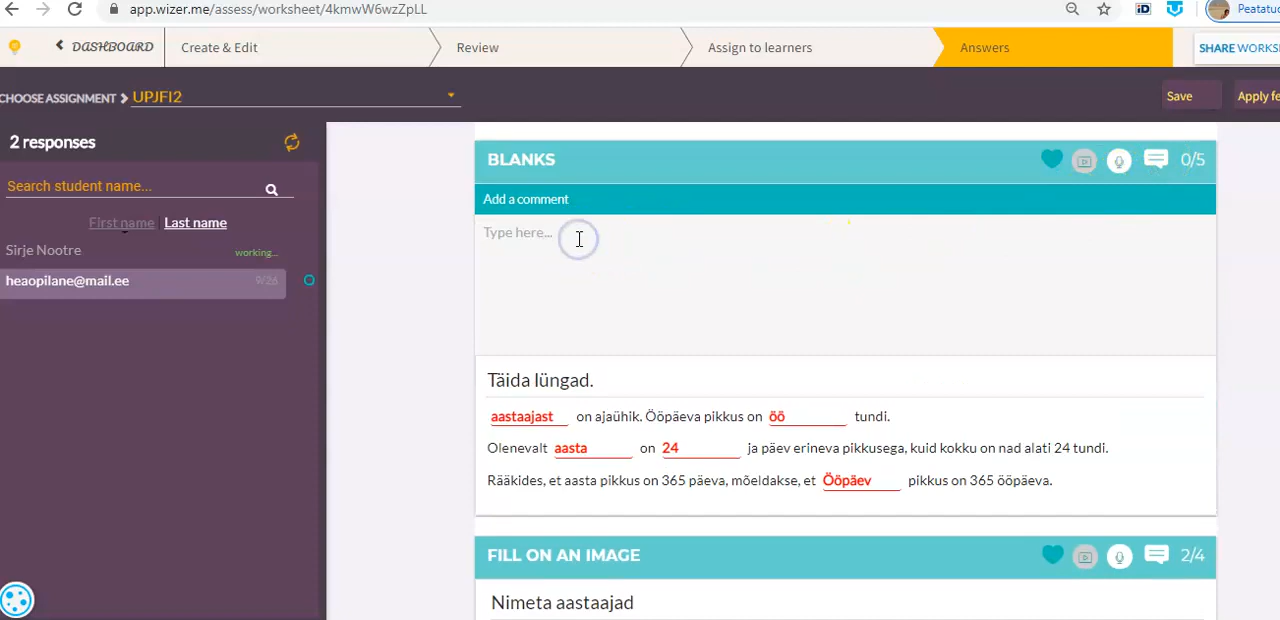 app.wizer.me/assess/worksheet/4kmwW6wzZpLL
iD
Peatatud
DASHBOARD
Create & Edit
Review
Assign to learners
Answers
SHARE WORKS
CHOOSE ASSIGNMENT
UPJFI2
Save
Apply fe
2 responses
Search student name...
First name | Last name
Sirje Nootre
working...
heaopilane@mail.ee
9/26
BLANKS
0/5
Add a comment
Type here...
Täida lüngad.
aastaajast on ajaühik. Ööpäeva pikkus on öö tundi.
Olenevalt aasta on 24 ja päev erineva pikkusega, kuid kokku on nad alati 24 tundi.
Rääkides, et aasta pikkus on 365 päeva, mõeldakse, et Ööpäev pikkus on 365 ööpäeva.
FILL ON AN IMAGE
2/4
Nimeta aastaajad